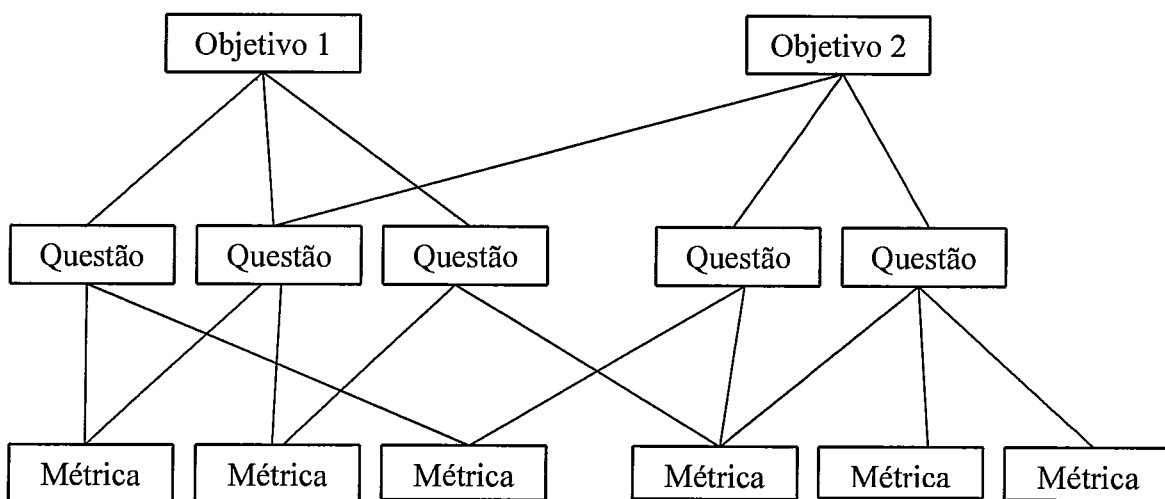 Objetivo 1
Objetivo 2
Questão
Questão
Questão
Questão
Questão
Métrica
Métrica
Métrica
Métrica
Métrica
Métrica